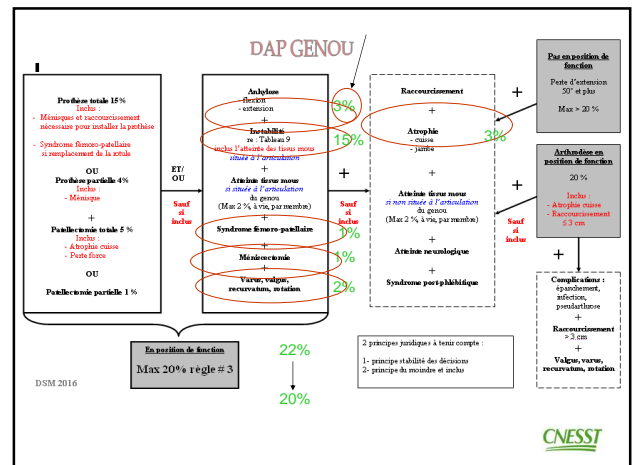 DAP GENOU
Prothèse totale 15%
Inclus :
- Ménisques et raccourcissement
nécessaire pour installer la prothèse
- Syndrome fémoro-patellaire
si remplacement de la rotule
OU
Prothèse partielle 4%
Inclus :
- Ménisque
+
Patellectomie totale 5 %
Inclus :
- Atrophie cuisse
- Perte force
OU
Patellectomie partielle 1 %
ET/
OU
Sauf
si
inclus
Ankylose
- flexion
- extension
3%
+
Instabilité
re : Tableau 9
inclus l'atteinte des tissus mous
située à l'articulation
15%
+
Atteinte tissus mous
si située à l'articulation
du genou
(Max 2 %, à vie, par membre)
+
Syndrome fémoro-patellaire
1%
+
Méniscectomie
1%
+
Varus, valgus,
recurvatum, rotation
2%
+
Sauf
si
inclus
Raccourcissement
+
Atrophie
- cuisse
- jambe
3%
+
Atteinte tissus mous
si non située à l'articulation
du genou
(Max 2 %, à vie, par membre)
+
Atteinte neurologique
+
Syndrome post-phlébitique
+
+
Sauf
si
inclus
Pas en position de
fonction
Perte d'extension
50° et plus
Max > 20 %
Arthrodèse en
position de fonction
20 %
Inclus :
- Atrophie cuisse
- Raccourcissement
≤ 3 cm
+
Complications :
épanchement,
infection,
pseudarthrose
+
Raccourcissement
> 3 cm
+
Valgus, varus,
recurvatum, rotation
En position de fonction
Max 20% règle # 3
22%
20%
2 principes juridiques à tenir compte :
1- principe stabilité des décisions
2- principe du moindre et inclus
DSM 2016
CNESST